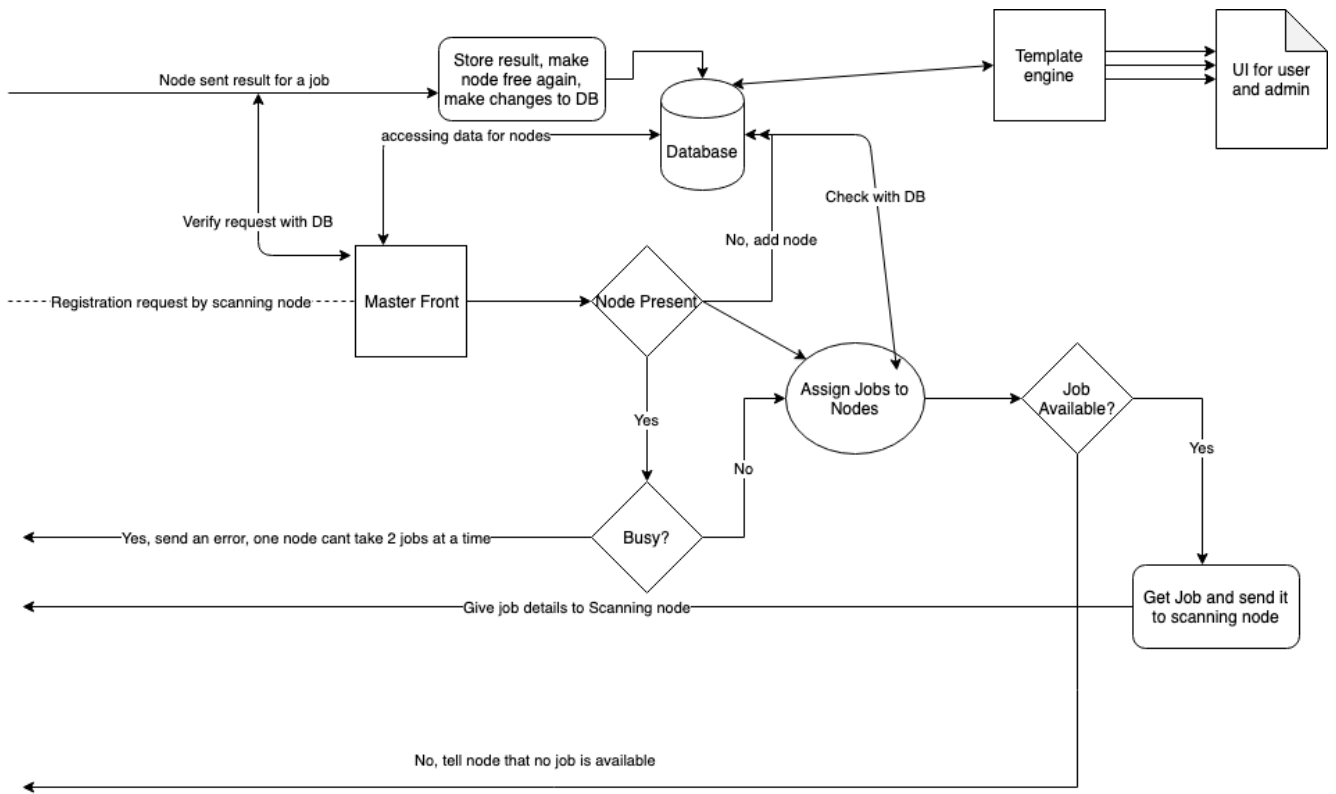 Node sent result for a job
Store result, make
node free again,
make changes to DB
Template
engine
UI for user
and admin
accessing data for nodes
Database
Check with DB
Verify request with DB
No, add node
Registration request by scanning node
Master Front
Node Present
Assign Jobs to
Nodes
Job
Available?
Yes
Yes
No
Yes, send an error, one node cant take 2 jobs at a time
Busy?
Give job details to Scanning node
Get Job and send it
to scanning node
No, tell node that no job is available